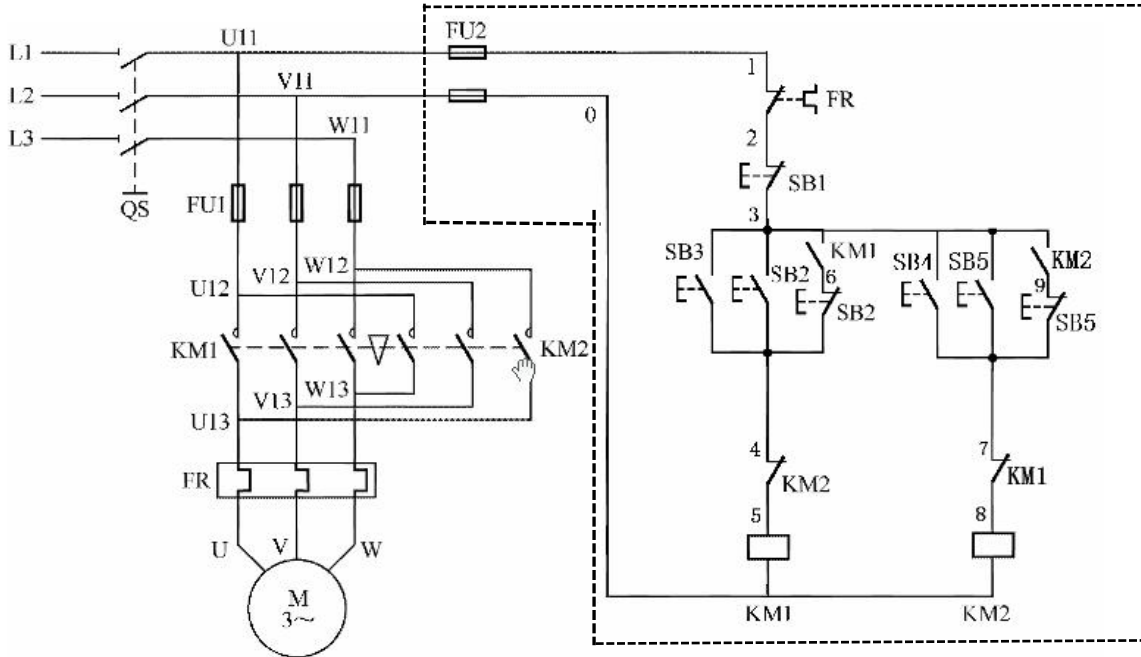 U11 FU2
L1
1
L2 V11
0 FR
L3 W11
2
QS FU1 SB1
3
SB3 KM1
SB2 SB4 SB5 KM2
V12 W12 6 9
U12 SB2 SB5
KM1 KM2
V13 W13
U13
4 7
FR KM2 KM1
5 8
U V W
M
3~
KM1 KM2